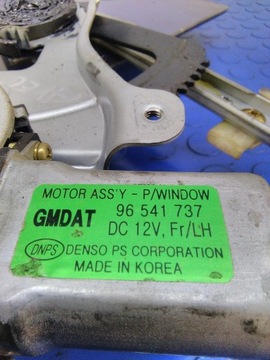 MOTOR ASS'Y - P/WINDOW
GMDAT 96 541 737
DC 12V, Fr/LH
DNPS DENSO PS CORPORATION
MADE IN KOREA